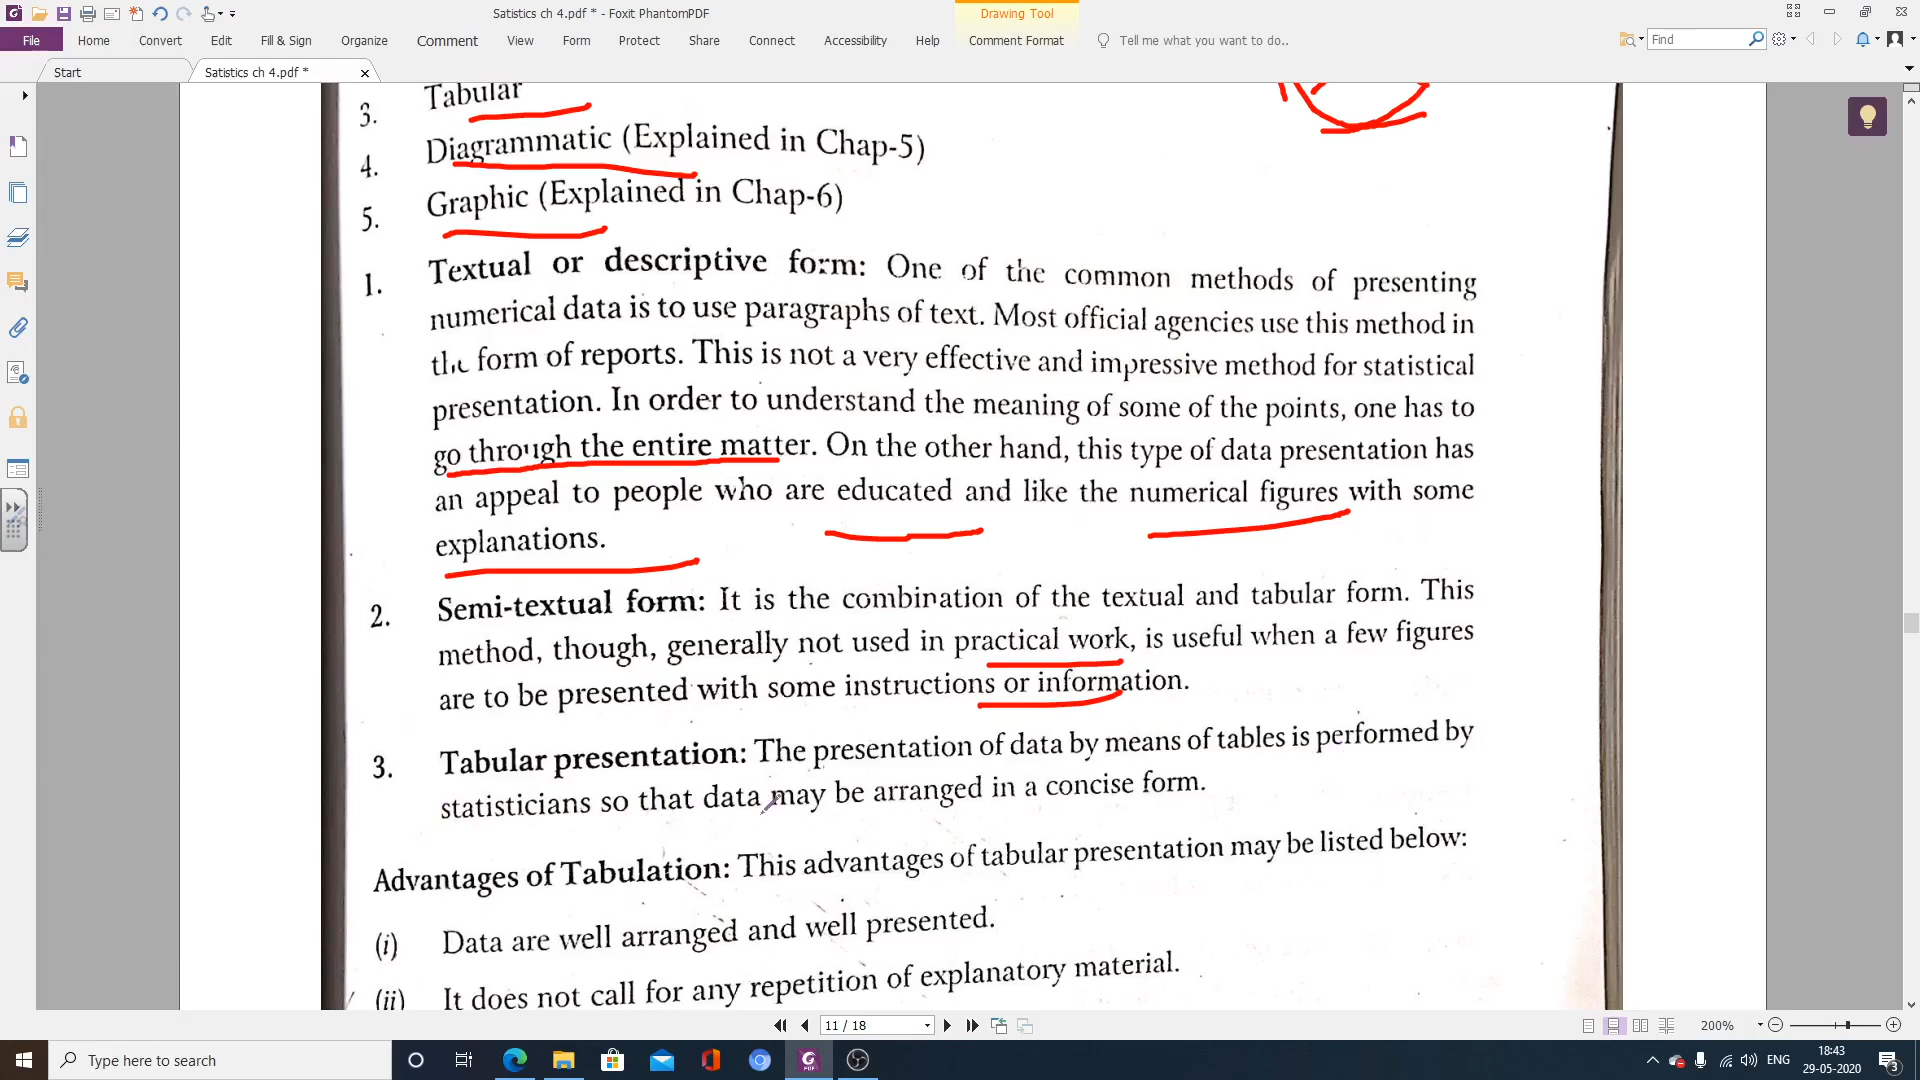 Satistics ch 4.pdf * - Foxit PhantomPDF
Drawing Tool
File Home Convert Edit Fill & Sign Organize Comment View Form Protect Share Connect Accessibility Help Comment Format Tell me what you want to do.. Find
Start Satistics ch 4.pdf *
3. Tabular
4. Diagrammatic (Explained in Chap-5)
5. Graphic (Explained in Chap-6)
1. Textual or descriptive form: One of the common methods of presenting
numerical data is to use paragraphs of text. Most official agencies use this method in
the form of reports. This is not a very effective and impressive method for statistical
presentation. In order to understand the meaning of some of the points, one has to
go through the entire matter. On the other hand, this type of data presentation has
an appeal to people who are educated and like the numerical figures with some
explanations.
2. Semi-textual form: It is the combination of the textual and tabular form. This
method, though, generally not used in practical work, is useful when a few figures
are to be presented with some instructions or information.
3. Tabular presentation: The presentation of data by means of tables is performed by
statisticians so that data may be arranged in a concise form.
Advantages of Tabulation: This advantages of tabular presentation may be listed below:
(i) Data are well arranged and well presented.
(ii) It does not call for any repetition of explanatory material.
11 / 18
200%
Type here to search
ENG
18:43
29-05-2020
3